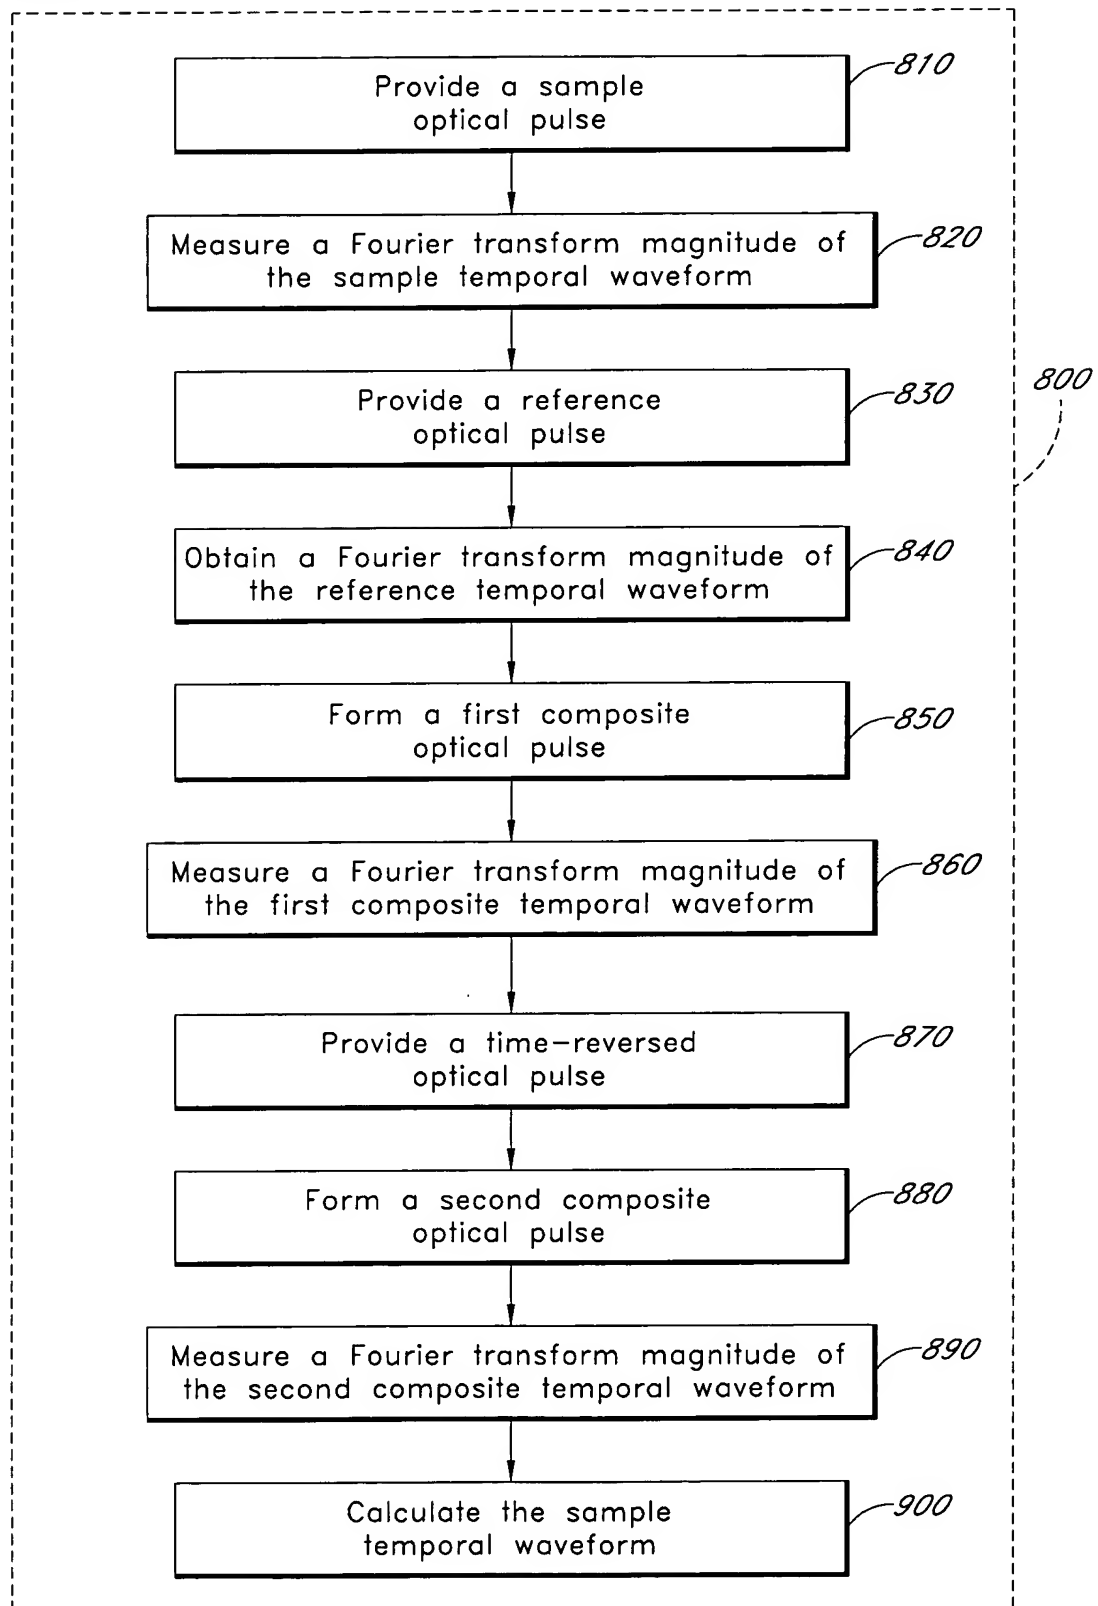 Provide a sample
optical pulse
810
Measure a Fourier transform magnitude of
the sample temporal waveform
820
Provide a reference
optical pulse
830
800
Obtain a Fourier transform magnitude of
the reference temporal waveform
840
Form a first composite
optical pulse
850
Measure a Fourier transform magnitude of
the first composite temporal waveform
860
Provide a time-reversed
optical pulse
870
Form a second composite
optical pulse
880
Measure a Fourier transform magnitude of
the second composite temporal waveform
890
Calculate the sample
temporal waveform
900